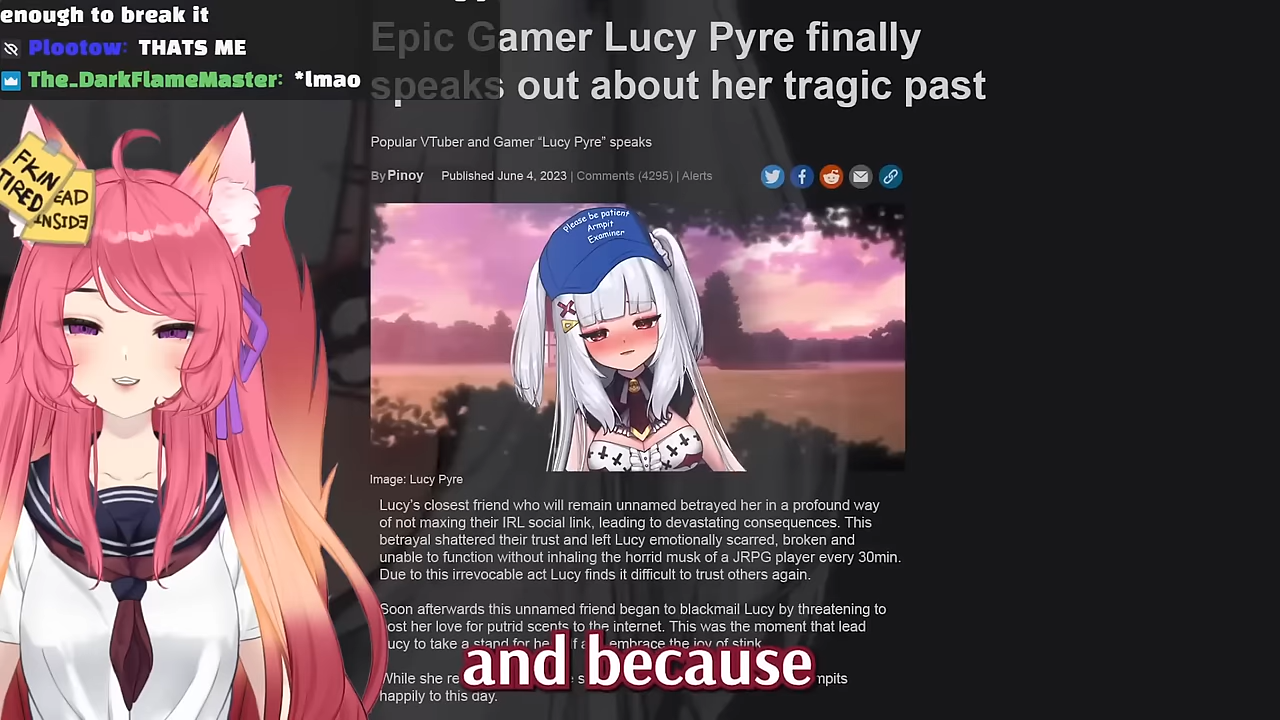 enough to break it
Plootow: THATS ME
The_DarkFlameMaster: *lmao
FKIN
TIRED
EAD
INSIDE
Epic Gamer Lucy Pyre finally
speaks out about her tragic past
Popular VTuber and Gamer “Lucy Pyre” speaks
By Pinoy Published June 4, 2023 | Comments (4295) | Alerts
Please be patient
Armpit
Examiner
Image: Lucy Pyre
Lucy's closest friend who will remain unnamed betrayed her in a profound way
of not maxing their IRL social link, leading to devastating consequences. This
betrayal shattered their trust and left Lucy emotionally scarred, broken and
unable to function without inhaling the horrid musk of a JRPG player every 30min.
Due to this irrevocable act Lucy finds it difficult to trust others again.
Soon afterwards this unnamed friend began to blackmail Lucy by threatening to
ost her love for putrid scents to the internet. This was the moment that lead
ucy to take a stand for he embrace the joy of stink
and because
While she re mpits
happily to this day.